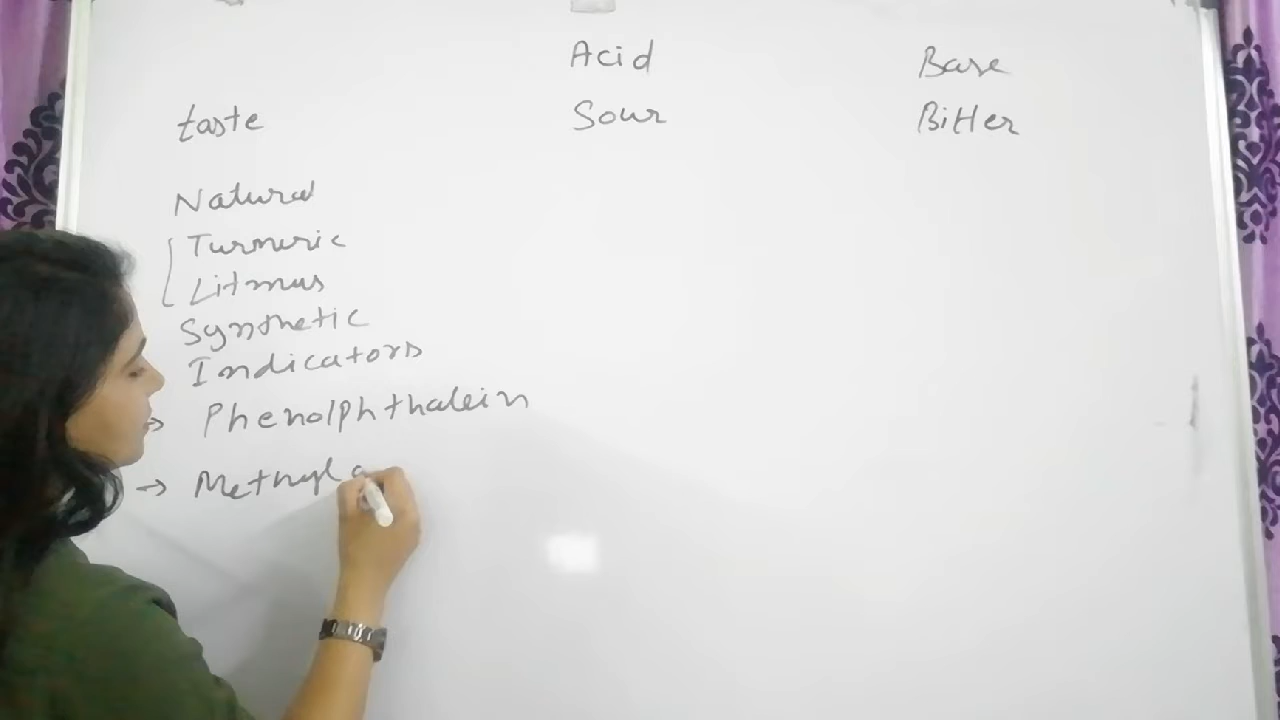 Acid Base
taste Sour Bitter
Natural
Turmeric
Litmus
Synthetic
Indicators
→ Phenolphthalein
→ Methyl o